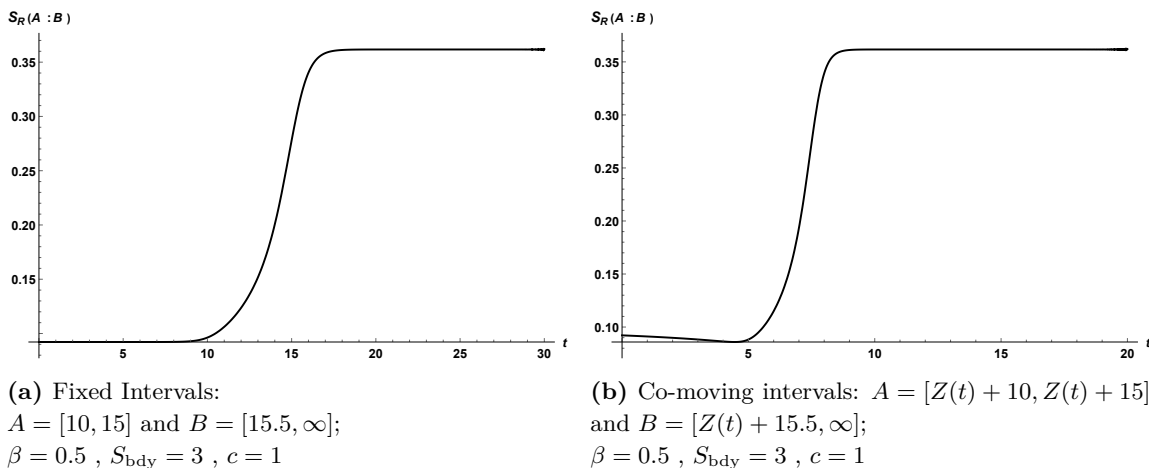 S_R(A:B) S_R(A:B)
0.35 0.35
0.30 0.30
0.25 0.25
0.20 0.20
0.15 0.15
0.10
5 10 15 20 25 30 t 5 10 15 20 t
(a) Fixed Intervals:
A = [10, 15] and B = [15.5, ∞];
β = 0.5 , S_bdy = 3 , c = 1
(b) Co-moving intervals: A = [Z(t) + 10, Z(t) + 15]
and B = [Z(t) + 15.5, ∞];
β = 0.5 , S_bdy = 3 , c = 1